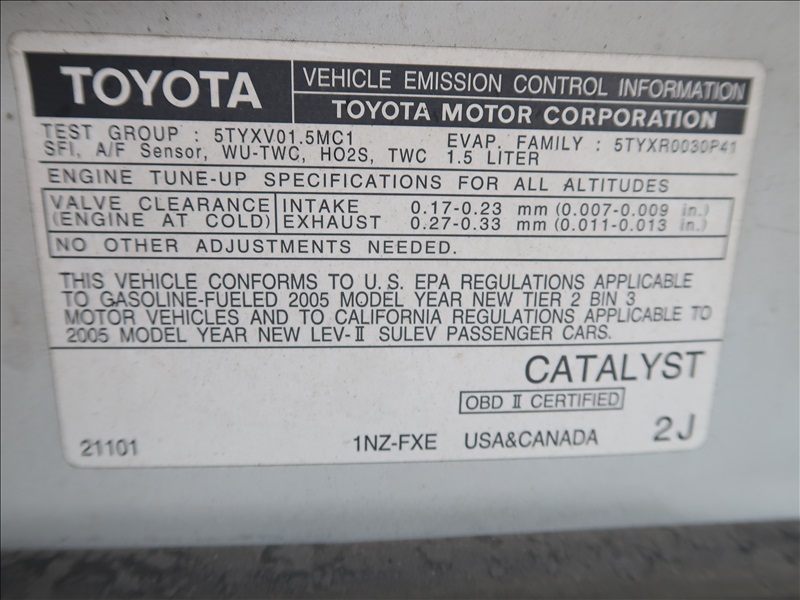 TOYOTA VEHICLE EMISSION CONTROL INFORMATION
TOYOTA MOTOR CORPORATION
TEST GROUP : 5TYXV01.5MC1 EVAP. FAMILY : 5TYXR0030P41
SFI, A/F Sensor, WU-TWC, HO2S, TWC 1.5 LITER
ENGINE TUNE-UP SPECIFICATIONS FOR ALL ALTITUDES
VALVE CLEARANCE INTAKE 0.17-0.23 mm (0.007-0.009 in.)
(ENGINE AT COLD) EXHAUST 0.27-0.33 mm (0.011-0.013 in.)
NO OTHER ADJUSTMENTS NEEDED.
THIS VEHICLE CONFORMS TO U.S. EPA REGULATIONS APPLICABLE
TO GASOLINE-FUELED 2005 MODEL YEAR NEW TIER 2 BIN 3
MOTOR VEHICLES AND TO CALIFORNIA REGULATIONS APPLICABLE TO
2005 MODEL YEAR NEW LEV-II SULEV PASSENGER CARS.
CATALYST
OBD II CERTIFIED
21101 1NZ-FXE USA&CANADA 2J